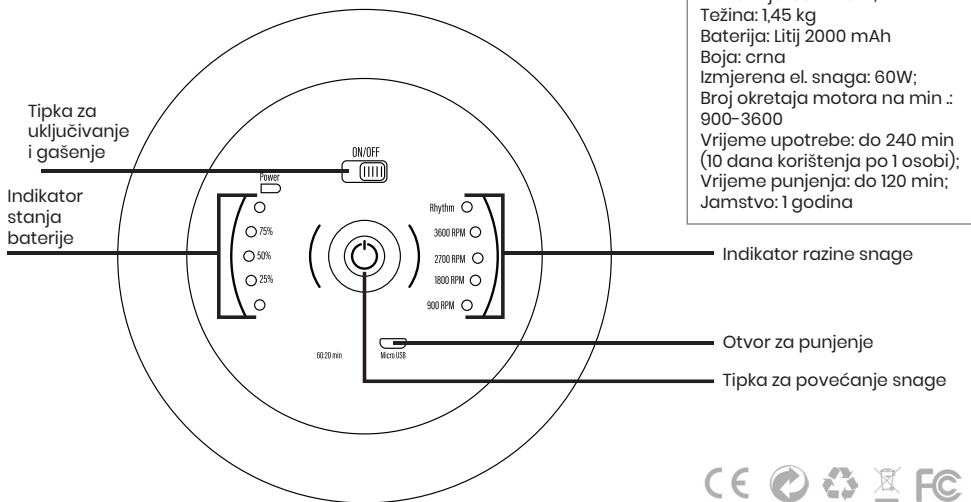 Težina: 1,45 kg
Baterija: Litij 2000 mAh
Boja: crna
Izmjerena el. snaga: 60W;
Broj okretaja motora na min .:
900-3600
Vrijeme upotrebe: do 240 min
(10 dana korištenja po 1 osobi);
Vrijeme punjenja: do 120 min;
Jamstvo: 1 godina
Tipka za
uključivanje
i gašenje
Indikator
stanja
baterije
ON/OFF
Power
75%
50%
25%
Rhythm
3600 RPM
2700 RPM
1800 RPM
900 RPM
60:20 min
Micro USB
Indikator razine snage
Otvor za punjenje
Tipka za povećanje snage
CE
FC